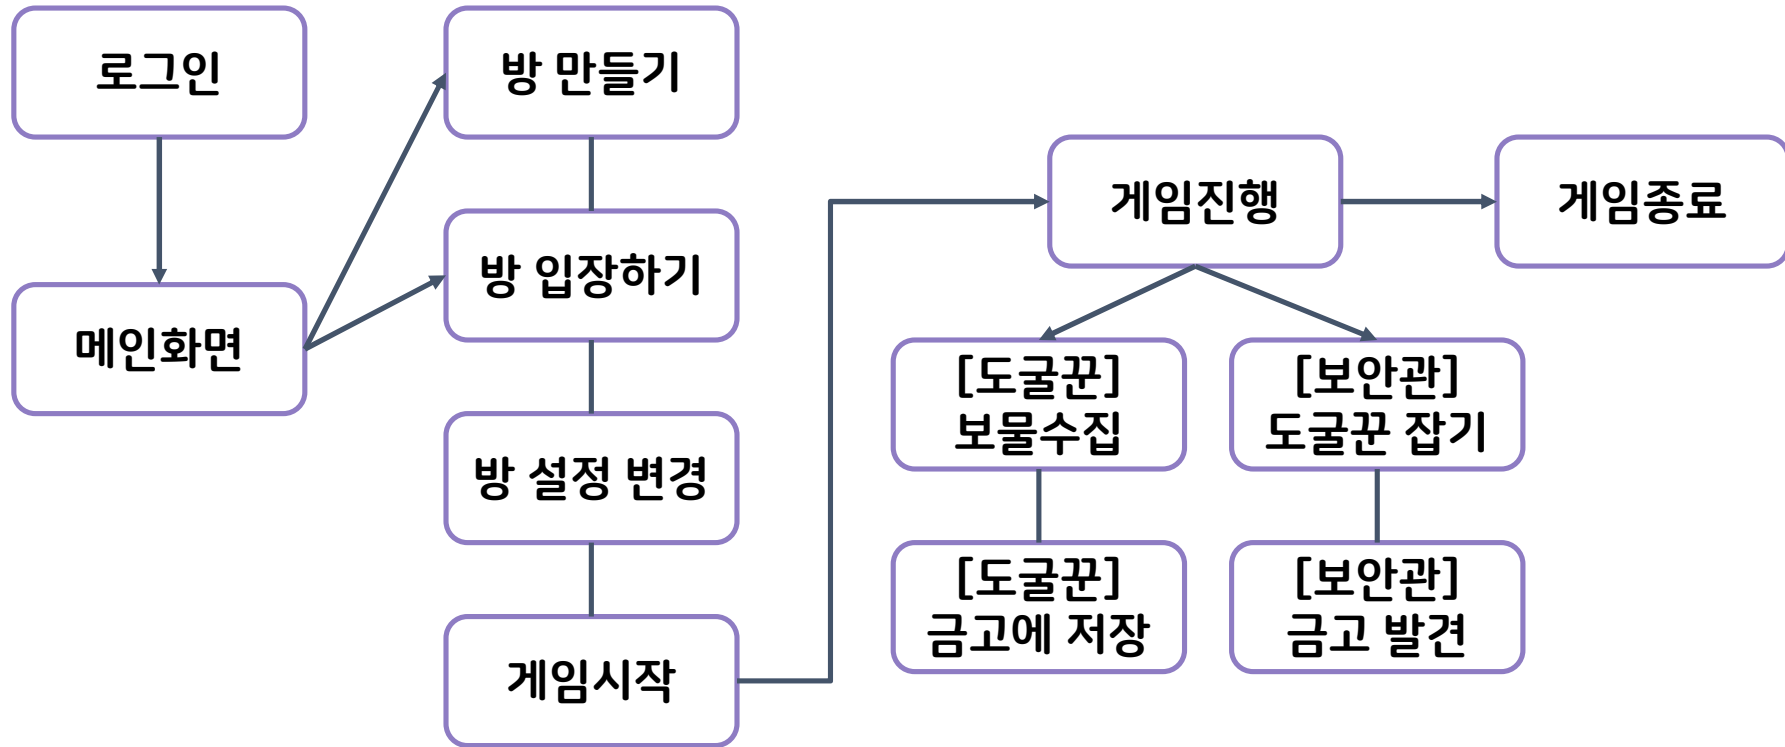 로그인
메인화면
방 만들기
방 입장하기
방 설정 변경
게임시작
게임진행
게임종료
[도굴꾼]
보물수집
[보안관]
도굴꾼 잡기
[도굴꾼]
금고에 저장
[보안관]
금고 발견